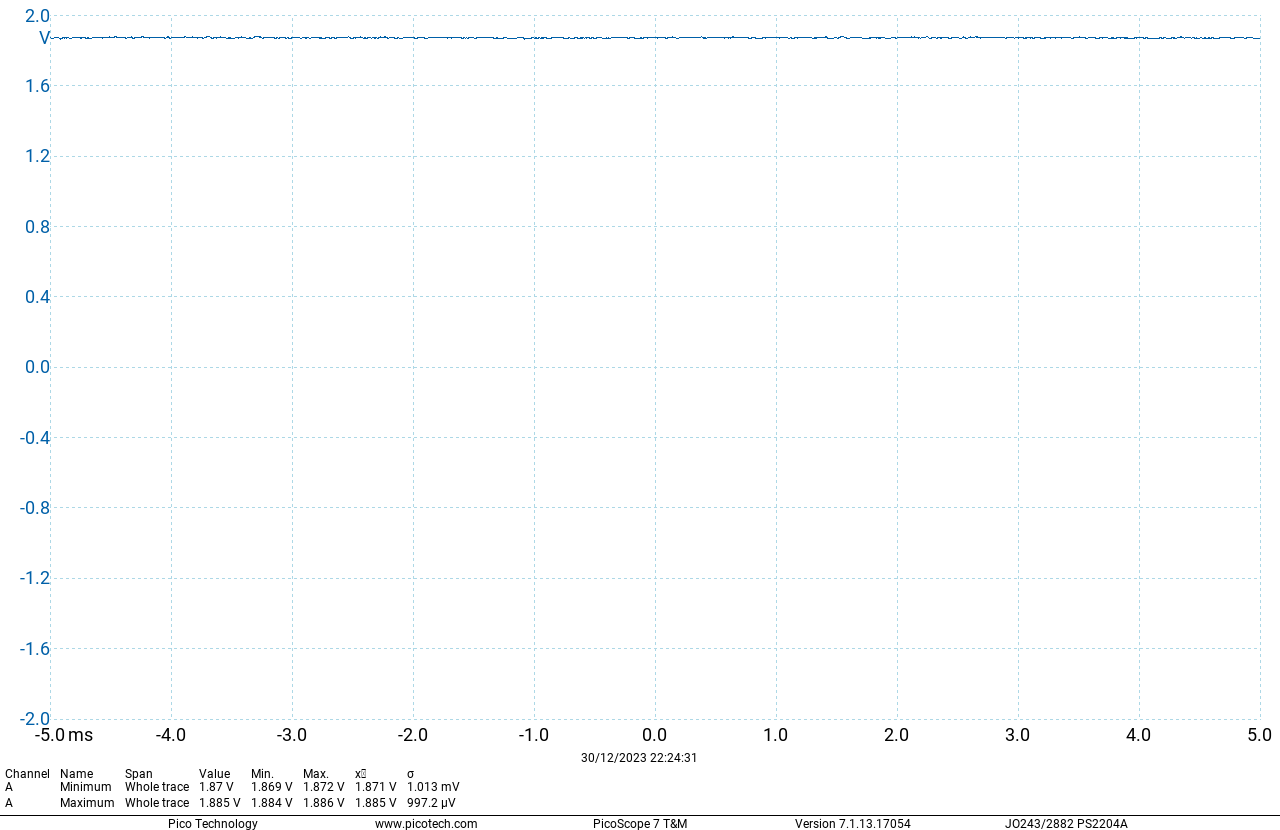 2.0
V
1.6
1.2
0.8
0.4
0.0
-0.4
-0.8
-1.2
-1.6
-2.0
-5.0 ms -4.0 -3.0 -2.0 -1.0 0.0 1.0 2.0 3.0 4.0 5.0
30/12/2023 22:24:31
Channel Name Span Value Min. Max. x▯ σ
A Minimum Whole trace 1.87 V 1.869 V 1.872 V 1.871 V 1.013 mV
A Maximum Whole trace 1.885 V 1.884 V 1.886 V 1.885 V 997.2 µV
Pico Technology www.picotech.com PicoScope 7 T&M Version 7.1.13.17054 JO243/2882 PS2204A